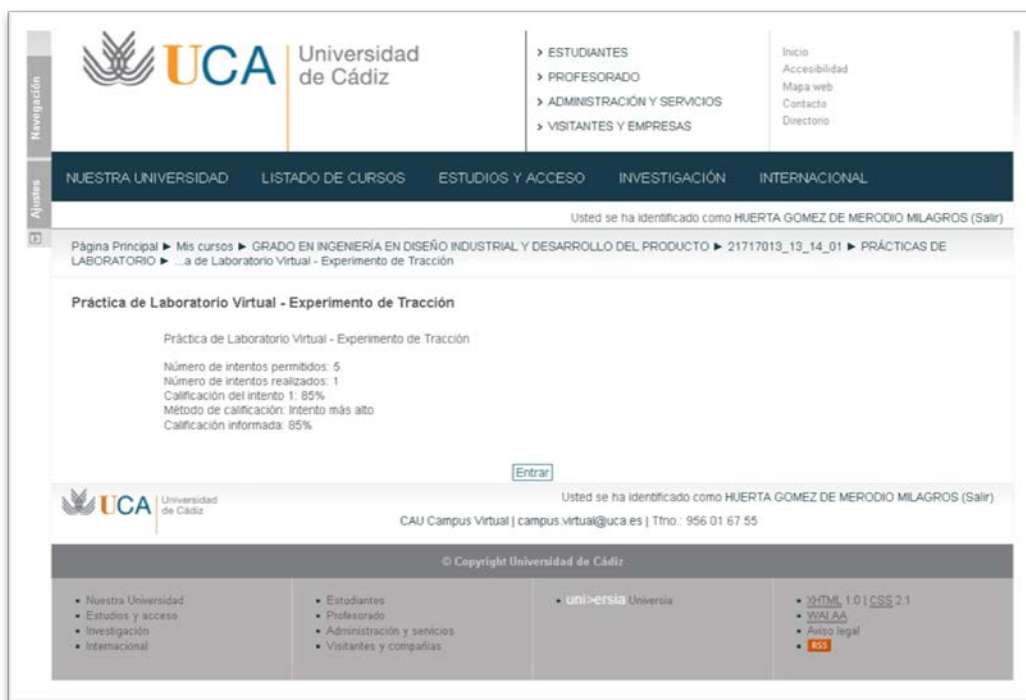 Navegación
Ajustes
UCA
Universidad
de Cádiz
ESTUDIANTES
PROFESORADO
ADMINISTRACIÓN Y SERVICIOS
VISITANTES Y EMPRESAS
Inicio
Accesibilidad
Mapa web
Contacto
Directorio
NUESTRA UNIVERSIDAD LISTADO DE CURSOS ESTUDIOS Y ACCESO INVESTIGACIÓN INTERNACIONAL
Usted se ha identificado como HUERTA GOMEZ DE MERODIO MILAGROS (Salir)
Página Principal ► Mis cursos ► GRADO EN INGENIERÍA EN DISEÑO INDUSTRIAL Y DESARROLLO DEL PRODUCTO ► 21717013_13_14_01 ► PRÁCTICAS DE
LABORATORIO ► ...a de Laboratorio Virtual - Experimento de Tracción
Práctica de Laboratorio Virtual - Experimento de Tracción
Práctica de Laboratorio Virtual - Experimento de Tracción
Número de intentos permitidos: 5
Número de intentos realizados: 1
Calificación del intento 1: 85%
Método de calificación: Intento más alto
Calificación informada: 85%
Entrar
UCA
Universidad
de Cádiz
Usted se ha identificado como HUERTA GOMEZ DE MERODIO MILAGROS (Salir)
CAU Campus Virtual | campus.virtual@uca.es | Tfno.: 956 01 67 55
© Copyright Universidad de Cádiz
Nuestra Universidad
Estudios y acceso
Investigación
Internacional
Estudiantes
Profesorado
Administración y servicios
Visitantes y compañías
uni>ersia Universia
XHTML 1.0 | CSS 2.1
WAI AA
Aviso legal
RSS